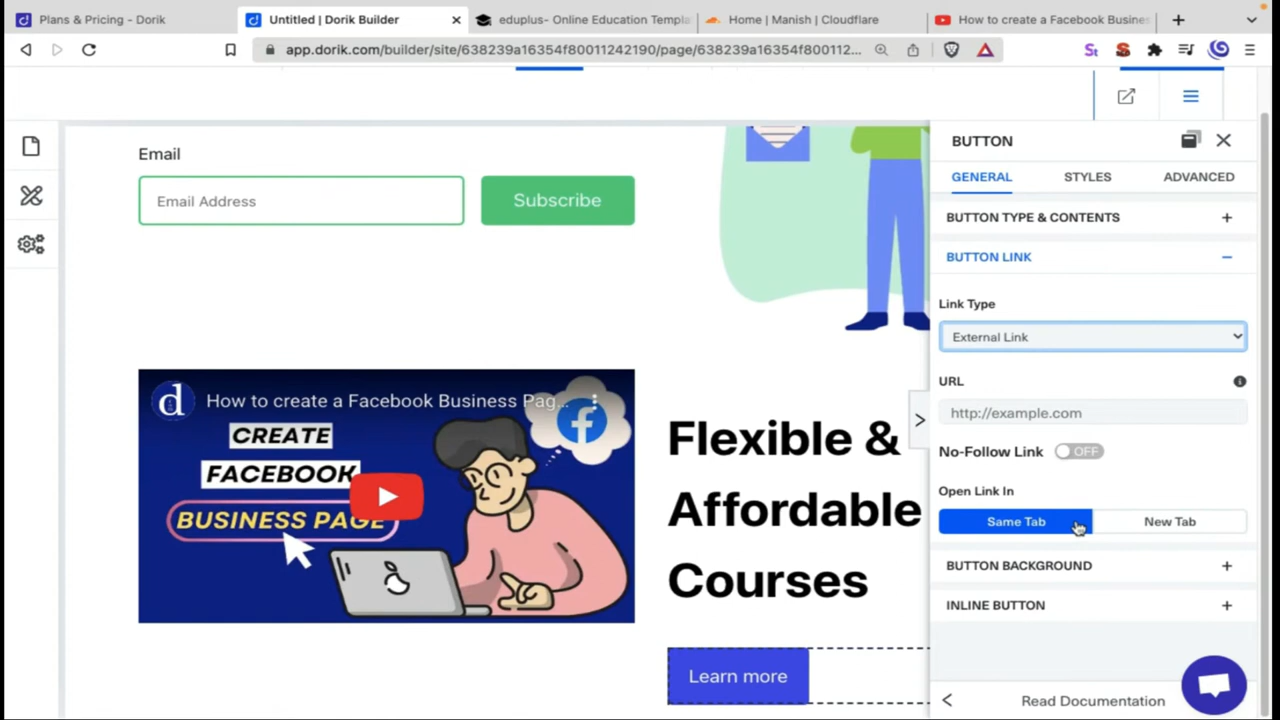 Plans & Pricing - Dorik
Untitled | Dorik Builder
eduplus- Online Education Templa
Home | Manish | Cloudflare
How to create a Facebook Busines
app.dorik.com/builder/site/638239a16354f80011242190/page/638239a16354f800112...
BUTTON
GENERAL
STYLES
ADVANCED
BUTTON TYPE & CONTENTS
BUTTON LINK
Link Type
External Link
URL
http://example.com
No-Follow Link
OFF
Open Link In
Same Tab
New Tab
BUTTON BACKGROUND
INLINE BUTTON
Read Documentation
Email
Email Address
Subscribe
d
How to create a Facebook Business Pag...
CREATE
FACEBOOK
BUSINESS PAGE
Flexible &
Affordable
Courses
Learn more